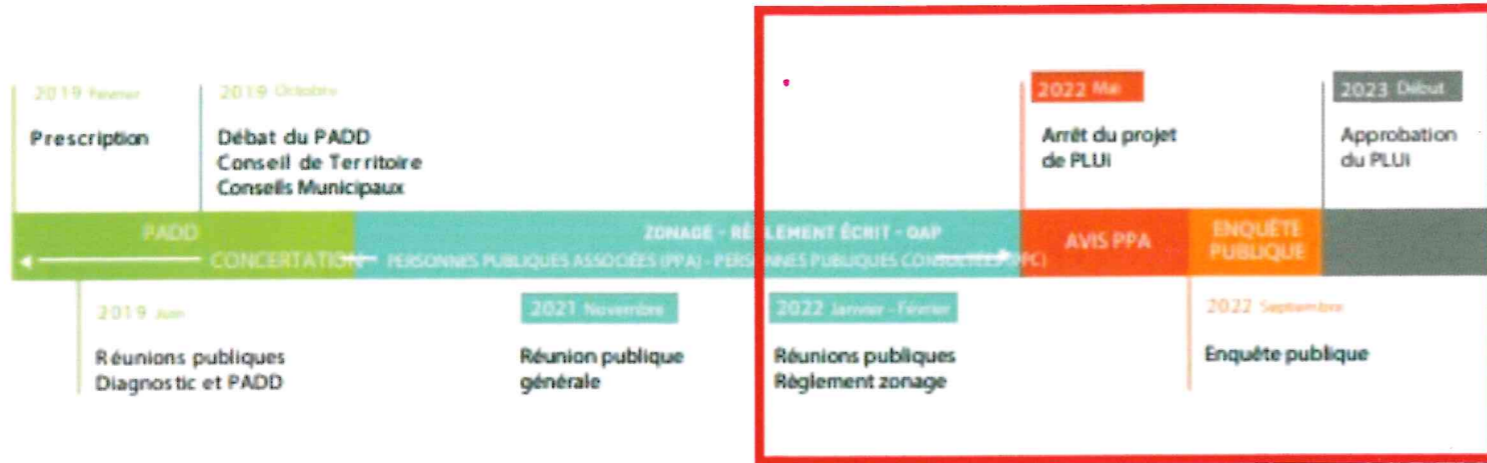 2019 Février
2019 Octobre
2022 Mai
2023 Début
Prescription
Débat du PADD
Conseil de Territoire
Conseils Municipaux
Arrêt du projet
de PLUi
Approbation
du PLUi
PADD
ZONAGE - RÈGLEMENT ÉCRIT - OAP
AVIS PPA
ENQUÊTE
PUBLIQUE
CONCERTATION
PERSONNES PUBLIQUES ASSOCIÉES (PPA) - PERSONNES PUBLIQUES CONSULTÉES (PPC)
2019 Juin
2021 Novembre
2022 Janvier - Février
2022 Septembre
Réunions publiques
Diagnostic et PADD
Réunion publique
générale
Réunions publiques
Règlement zonage
Enquête publique